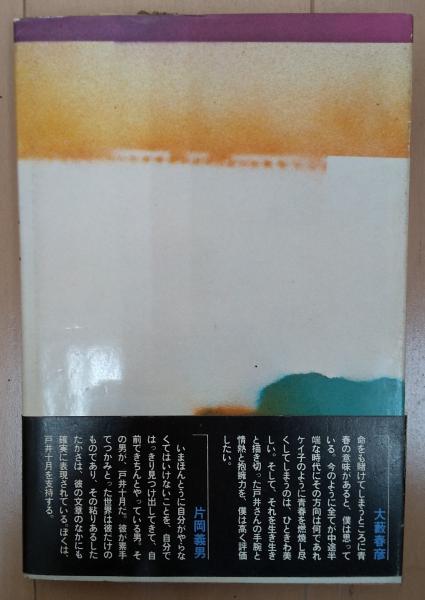 大藪春彦
命をも賭けてしまうところに青
春の意味があると、僕は思って
いる。今のように全てが中途半
端な時代にその方向は何であれ
ケイ子のように青春を燃焼し尽
くしてしまうのは、ひときわ美
しい。そして、それを生き生き
と描き切った戸井さんの手腕と
情熱と抱擁力を、僕は高く評価
したい。
片岡義男
いまほんとうに自分がやらな
くてはいけないことを、自分で
はっきり見つけ出してきて、自
前できちんとやっている男。そ
の男が、戸井十月だ。彼が素手
でつかみとった世界は彼だけの
ものであり、その粘りあるした
たかさは、彼の文章のなかにも
確実に表現されている。ぼくは、
戸井十月を支持する。